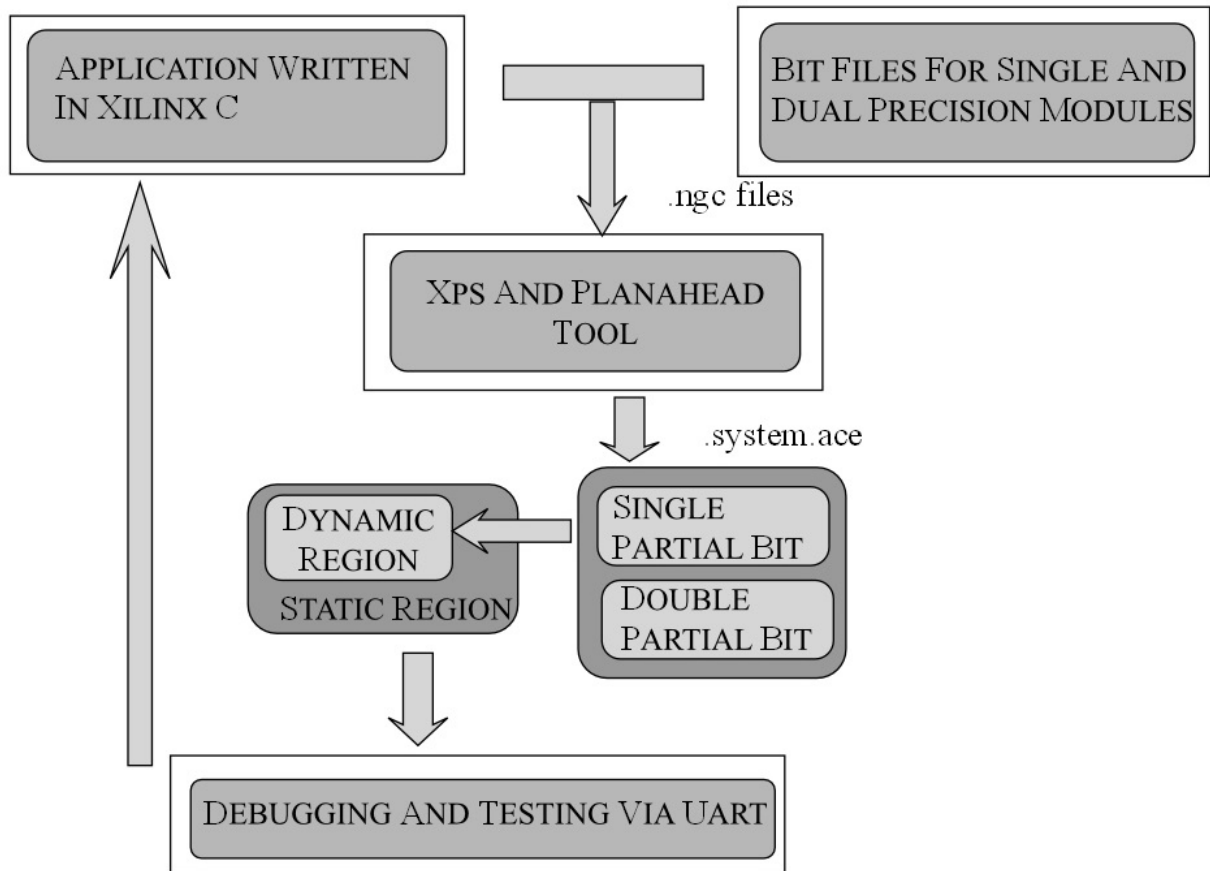 APPLICATION WRITTEN
IN XILINX C
BIT FILES FOR SINGLE AND
DUAL PRECISION MODULES
.ngc files
XPS AND PLANAHEAD
TOOL
.system.ace
SINGLE
PARTIAL BIT
DOUBLE
PARTIAL BIT
DYNAMIC
REGION
STATIC REGION
DEBUGGING AND TESTING VIA UART